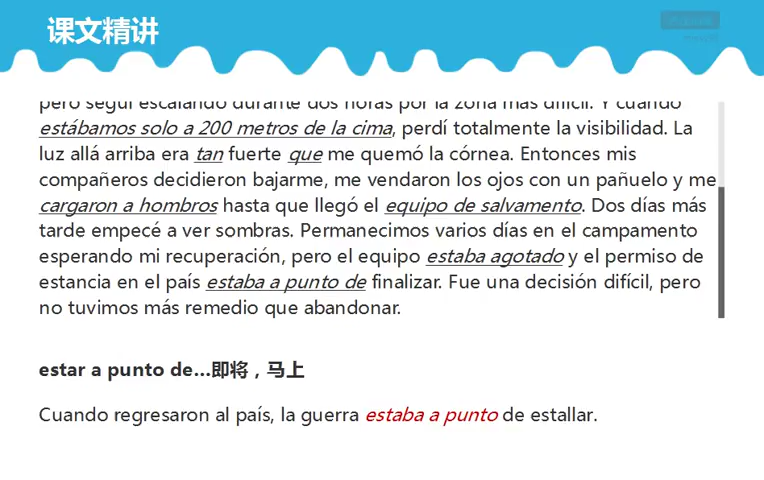 课文精讲
pero seguí escalando durante dos horas por la zona más difícil. Y cuando
estábamos solo a 200 metros de la cima, perdí totalmente la visibilidad. La
luz allá arriba era tan fuerte que me quemó la córnea. Entonces mis
compañeros decidieron bajarme, me vendaron los ojos con un pañuelo y me
cargaron a hombros hasta que llegó el equipo de salvamento. Dos días más
tarde empecé a ver sombras. Permanecimos varios días en el campamento
esperando mi recuperación, pero el equipo estaba agotado y el permiso de
estancia en el país estaba a punto de finalizar. Fue una decisión difícil, pero
no tuvimos más remedio que abandonar.
estar a punto de…即将，马上
Cuando regresaron al país, la guerra estaba a punto de estallar.